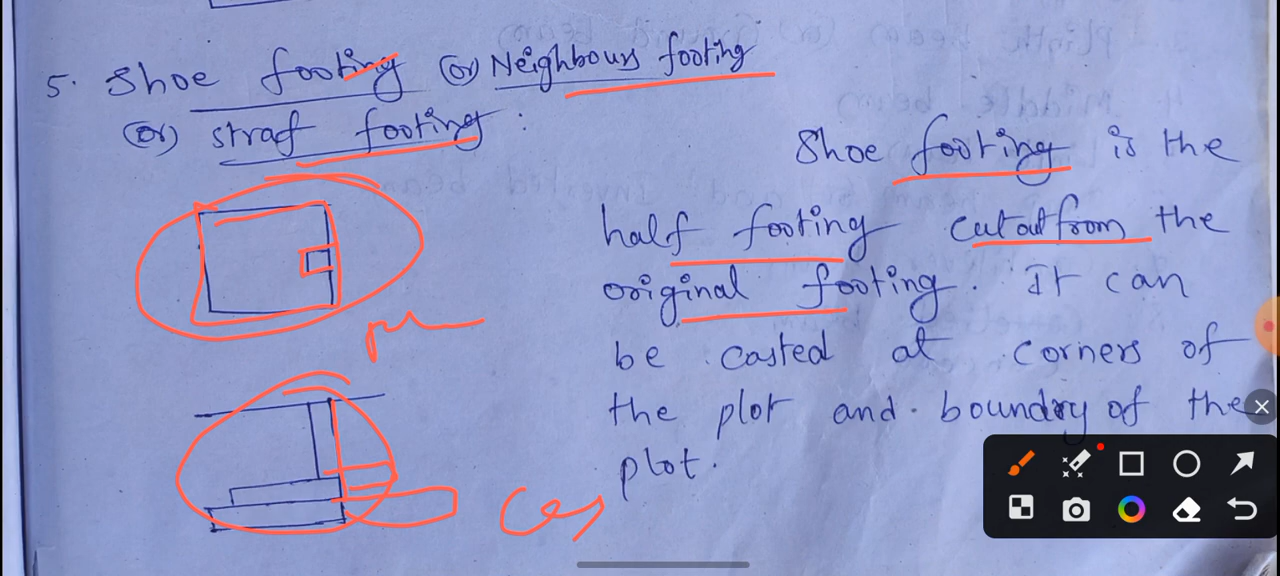 5. Shoe footing (or) Neighbours footing
(or) straf footing :
Shoe footing is the
half footing cut out from the
original footing. It can
be casted at corners of
the plot and boundry of the
plot.